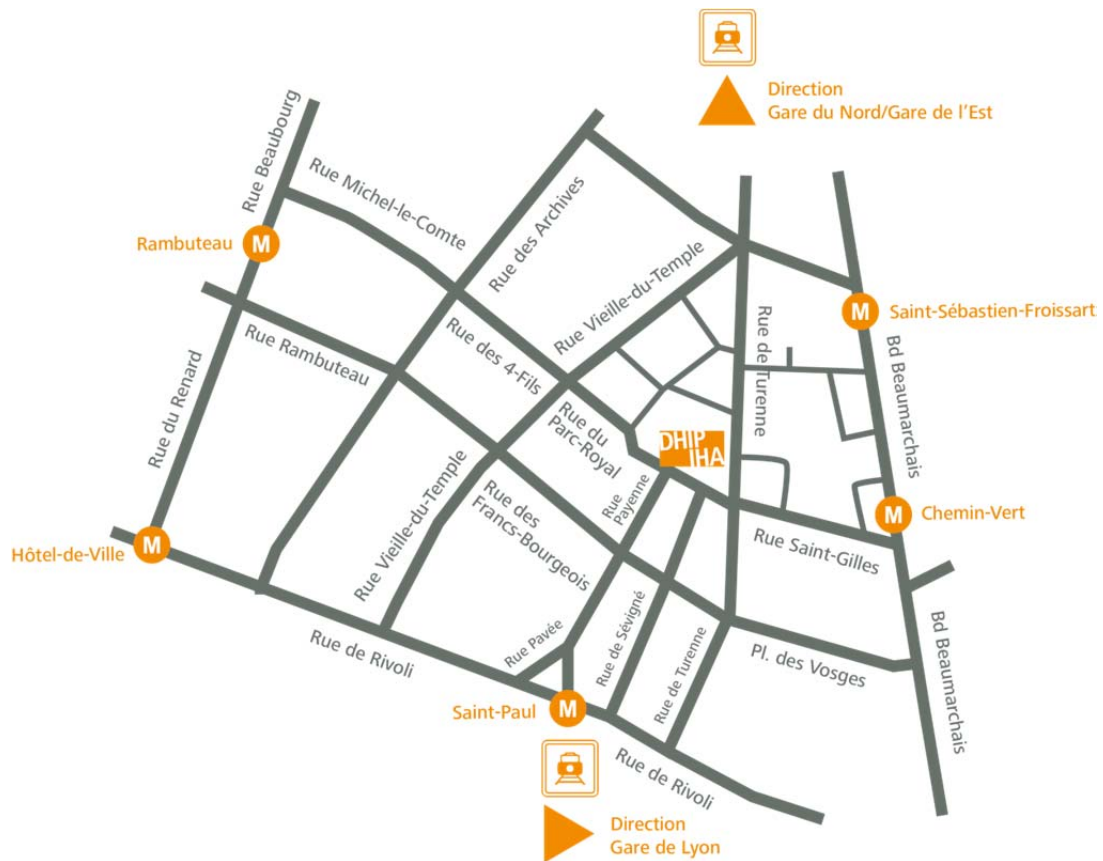 Direction
Gare du Nord/Gare de l'Est
Rue Beaubourg
Rue Michel-le-Comte
Rue des Archives
Rambuteau
M
Rue Vieille-du-Temple
Saint-Sébastien-Froissart
M
Rue Rambuteau
Rue des 4-Fils
Rue de Turenne
Bd Beaumarchais
Rue du Renard
Rue du
Parc-Royal
DHIP
IHA
Rue Vieille-du-Temple
Rue des
Francs-Bourgeois
Rue
Payenne
Chemin-Vert
M
Rue Saint-Gilles
Hôtel-de-Ville
M
Rue de Rivoli
Rue Pavée
Rue de Sévigné
Rue de Turenne
Pl. des Vosges
Bd Beaumarchais
Saint-Paul
M
Rue de Rivoli
Direction
Gare de Lyon